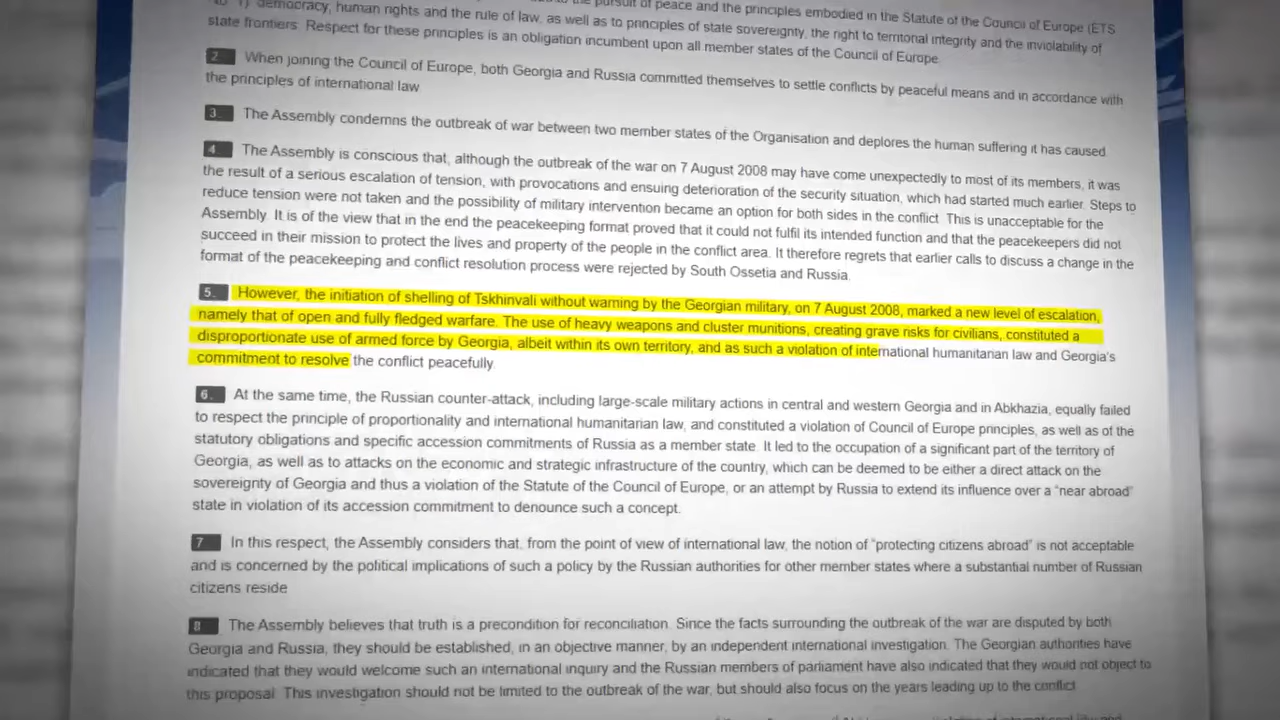 pursuit of peace and the principles embodied in the Statute of the Council of Europe (ETS
democracy, human rights and the rule of law, as well as to principles of state sovereignty, the right to territorial integrity and the inviolability of
state frontiers. Respect for these principles is an obligation incumbent upon all member states of the Council of Europe.
2. When joining the Council of Europe, both Georgia and Russia committed themselves to settle conflicts by peaceful means and in accordance with
the principles of international law.
3. The Assembly condemns the outbreak of war between two member states of the Organisation and deplores the human suffering it has caused.
4. The Assembly is conscious that, although the outbreak of the war on 7 August 2008 may have come unexpectedly to most of its members, it was
the result of a serious escalation of tension, with provocations and ensuing deterioration of the security situation, which had started much earlier. Steps to
reduce tension were not taken and the possibility of military intervention became an option for both sides in the conflict. This is unacceptable for the
Assembly. It is of the view that in the end the peacekeeping format proved that it could not fulfil its intended function and that the peacekeepers did not
succeed in their mission to protect the lives and property of the people in the conflict area. It therefore regrets that earlier calls to discuss a change in the
format of the peacekeeping and conflict resolution process were rejected by South Ossetia and Russia.
5. However, the initiation of shelling of Tskhinvali without warning by the Georgian military, on 7 August 2008, marked a new level of escalation,
namely that of open and fully fledged warfare. The use of heavy weapons and cluster munitions, creating grave risks for civilians, constituted a
disproportionate use of armed force by Georgia, albeit within its own territory, and as such a violation of international humanitarian law and Georgia's
commitment to resolve the conflict peacefully.
6. At the same time, the Russian counter-attack, including large-scale military actions in central and western Georgia and in Abkhazia, equally failed
to respect the principle of proportionality and international humanitarian law, and constituted a violation of Council of Europe principles, as well as of the
statutory obligations and specific accession commitments of Russia as a member state. It led to the occupation of a significant part of the territory of
Georgia, as well as to attacks on the economic and strategic infrastructure of the country, which can be deemed to be either a direct attack on the
sovereignty of Georgia and thus a violation of the Statute of the Council of Europe, or an attempt by Russia to extend its influence over a "near abroad"
state in violation of its accession commitment to denounce such a concept.
7 In this respect, the Assembly considers that, from the point of view of international law, the notion of "protecting citizens abroad" is not acceptable
and is concerned by the political implications of such a policy by the Russian authorities for other member states where a substantial number of Russian
citizens reside
8 The Assembly believes that truth is a precondition for reconciliation. Since the facts surrounding the outbreak of the war are disputed by both
Georgia and Russia, they should be established, in an objective manner, by an independent international investigation. The Georgian authorities have
indicated that they would welcome such an international inquiry and the Russian members of parliament have also indicated that they would not object to
this proposal. This investigation should not be limited to the outbreak of the war, but should also focus on the years leading up to the conflict